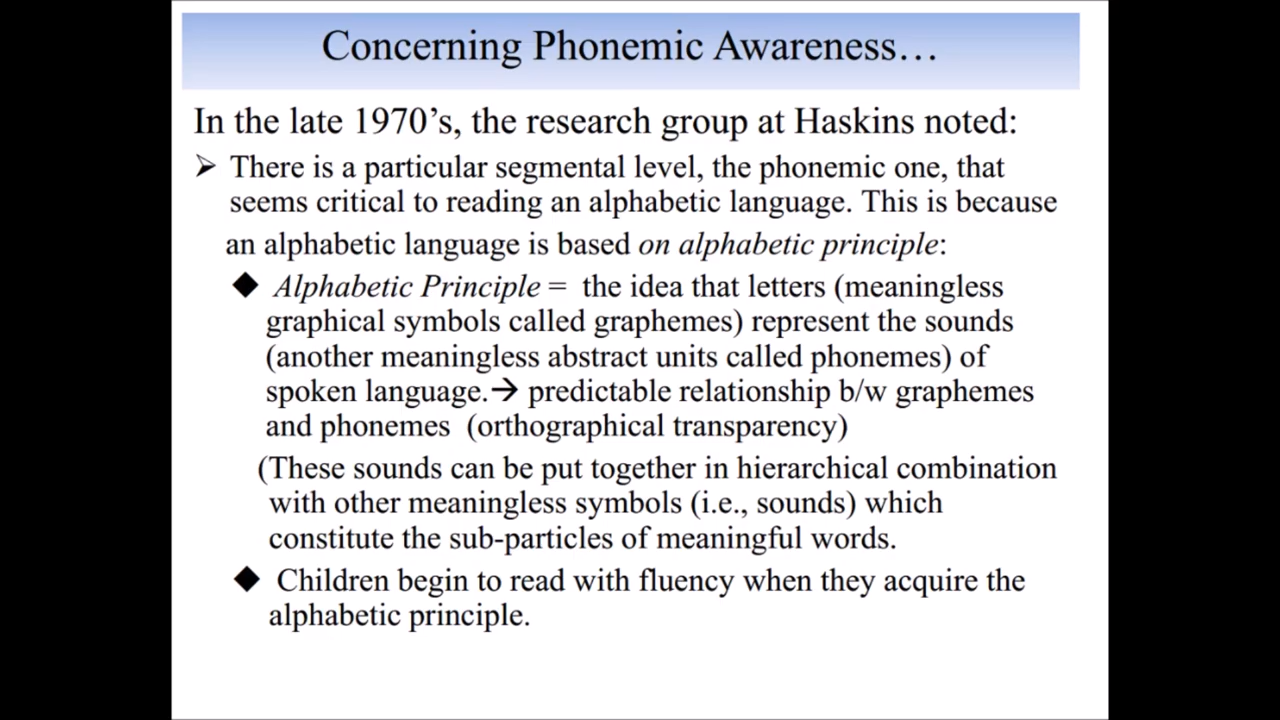 Concerning Phonemic Awareness…
In the late 1970’s, the research group at Haskins noted:
➢ There is a particular segmental level, the phonemic one, that
seems critical to reading an alphabetic language. This is because
an alphabetic language is based on alphabetic principle:
◆ Alphabetic Principle = the idea that letters (meaningless
graphical symbols called graphemes) represent the sounds
(another meaningless abstract units called phonemes) of
spoken language.→ predictable relationship b/w graphemes
and phonemes (orthographical transparency)
(These sounds can be put together in hierarchical combination
with other meaningless symbols (i.e., sounds) which
constitute the sub-particles of meaningful words.
◆ Children begin to read with fluency when they acquire the
alphabetic principle.